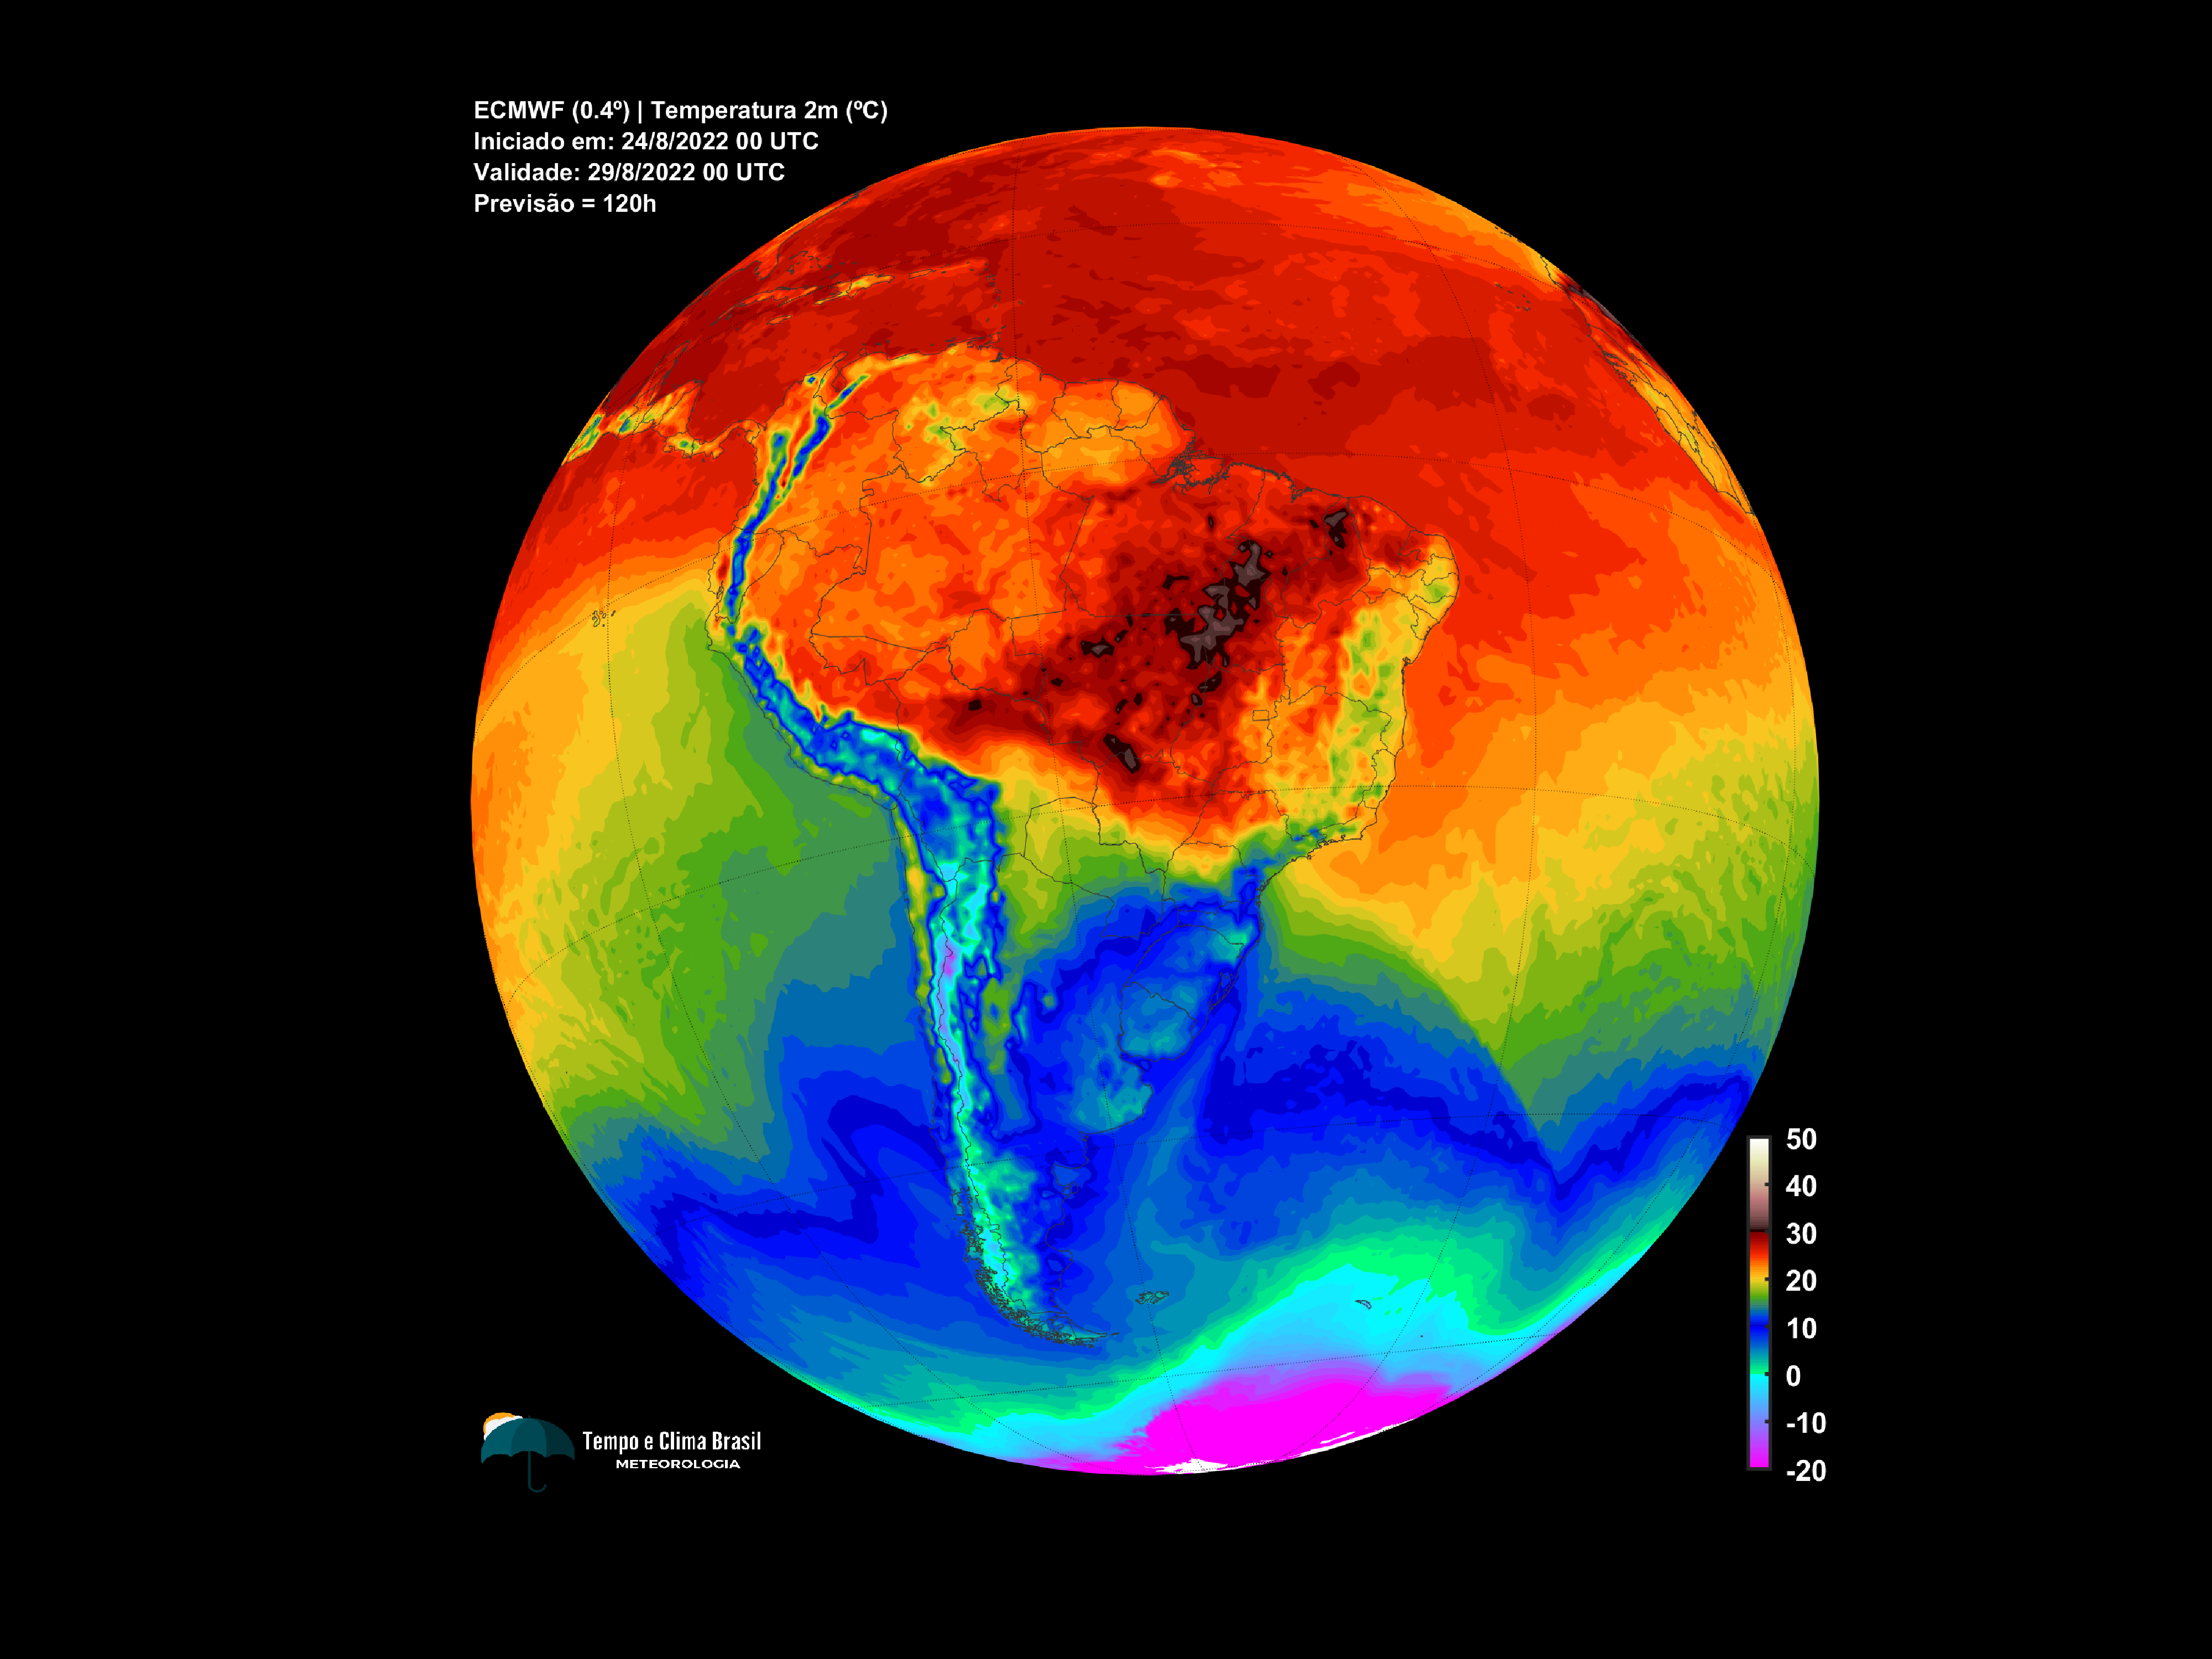 ECMWF (0.4º) | Temperatura 2m (ºC)
Iniciado em: 24/8/2022 00 UTC
Validade: 29/8/2022 00 UTC
Previsão = 120h
50
40
30
20
10
0
-10
-20
Tempo e Clima Brasil
METEOROLOGIA